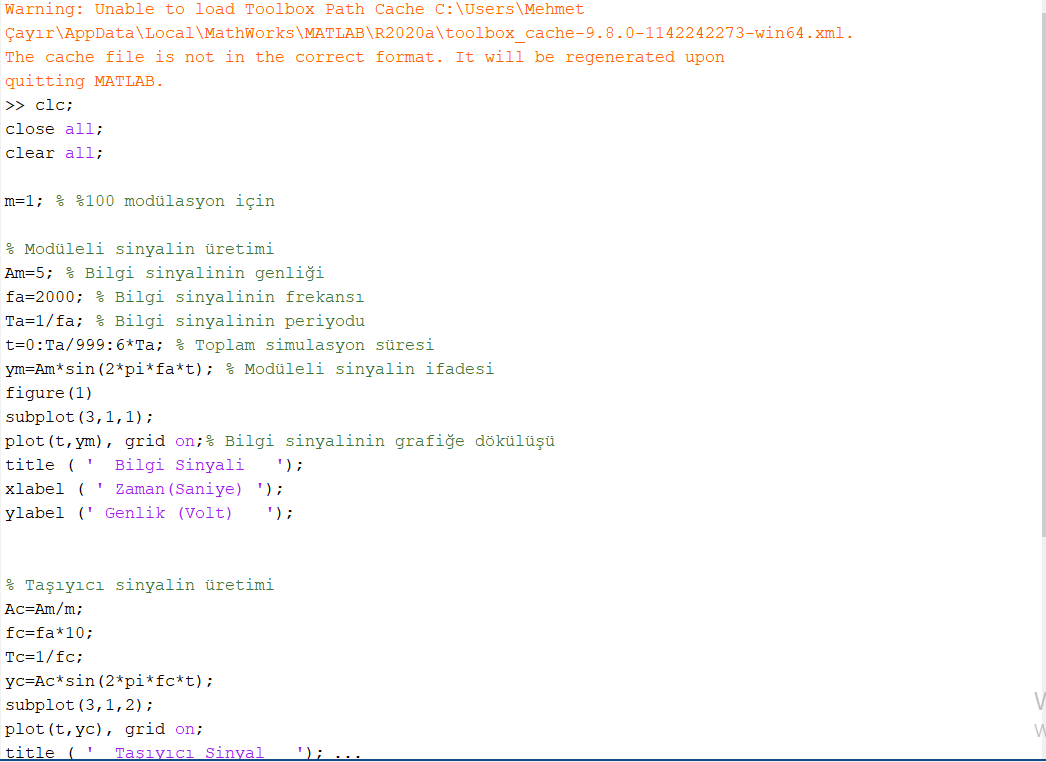 Warning: Unable to load Toolbox Path Cache C:\Users\Mehmet
Çayır\AppData\Local\MathWorks\MATLAB\R2020a\toolbox_cache-9.8.0-1142242273-win64.xml.
The cache file is not in the correct format. It will be regenerated upon
quitting MATLAB.
>> clc;
close all;
clear all;
m=1; % %100 modülasyon için
% Modüleli sinyalin üretimi
Am=5; % Bilgi sinyalinin genliği
fa=2000; % Bilgi sinyalinin frekansı
Ta=1/fa; % Bilgi sinyalinin periyodu
t=0:Ta/999:6*Ta; % Toplam simulasyon süresi
ym=Am*sin(2*pi*fa*t); % Modüleli sinyalin ifadesi
figure(1)
subplot(3,1,1);
plot(t,ym), grid on;% Bilgi sinyalinin grafiğe dökülüşü
title ( '  Bilgi Sinyali   ');
xlabel ( ' Zaman(Saniye) ');
ylabel (' Genlik (Volt)   ');
% Taşıyıcı sinyalin üretimi
Ac=Am/m;
fc=fa*10;
Tc=1/fc;
yc=Ac*sin(2*pi*fc*t);
subplot(3,1,2);
plot(t,yc), grid on;
title ( '  Taşıyıcı Sinyal   '); ...